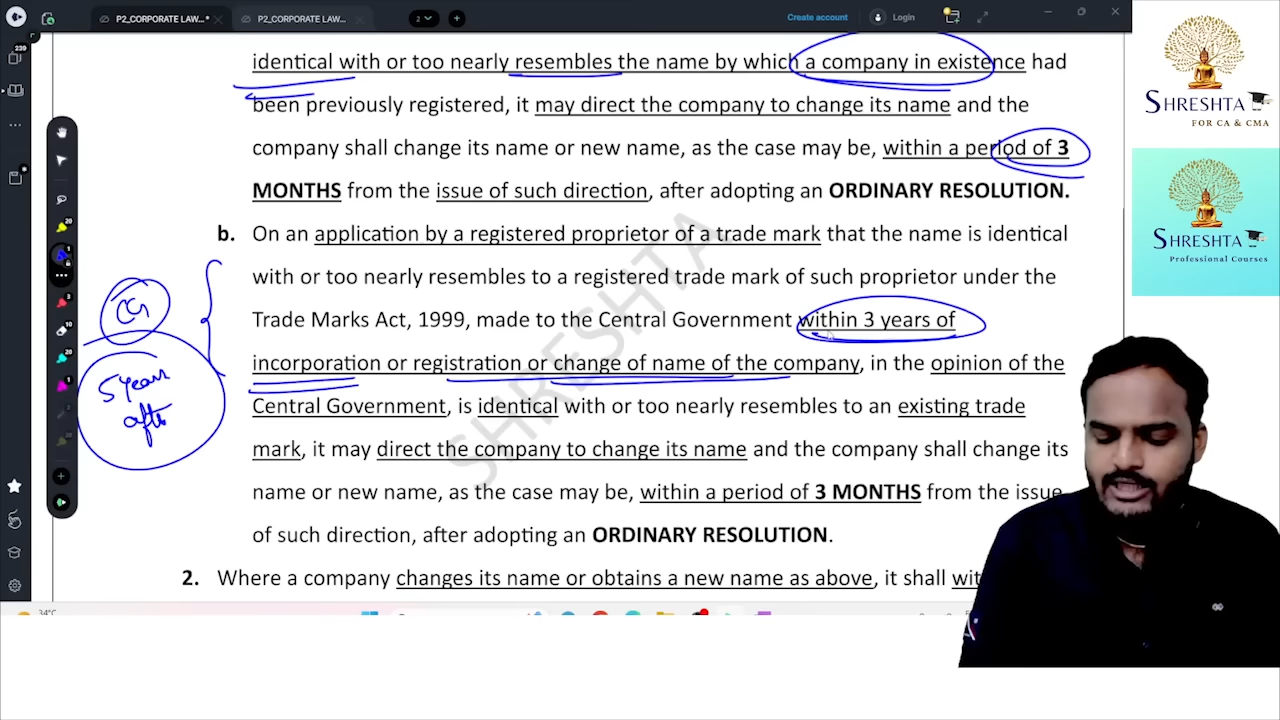 P2_CORPORATE LAW...*
P2_CORPORATE LAW....
2
Create account
Login
239
identical with or too nearly resembles the name by which a company in existence had
been previously registered, it may direct the company to change its name and the
company shall change its name or new name, as the case may be, within a period of 3
MONTHS from the issue of such direction, after adopting an ORDINARY RESOLUTION.
b. On an application by a registered proprietor of a trade mark that the name is identical
with or too nearly resembles to a registered trade mark of such proprietor under the
Trade Marks Act, 1999, made to the Central Government within 3 years of
incorporation or registration or change of name of the company, in the opinion of the
Central Government, is identical with or too nearly resembles to an existing trade
mark, it may direct the company to change its name and the company shall change its
name or new name, as the case may be, within a period of 3 MONTHS from the issue
of such direction, after adopting an ORDINARY RESOLUTION.
2. Where a company changes its name or obtains a new name as above, it shall
CG
5 Year
after
SHRESHTA
34°C
SHRESHTA
FOR CA & CMA
SHRESHTA
Professional Courses